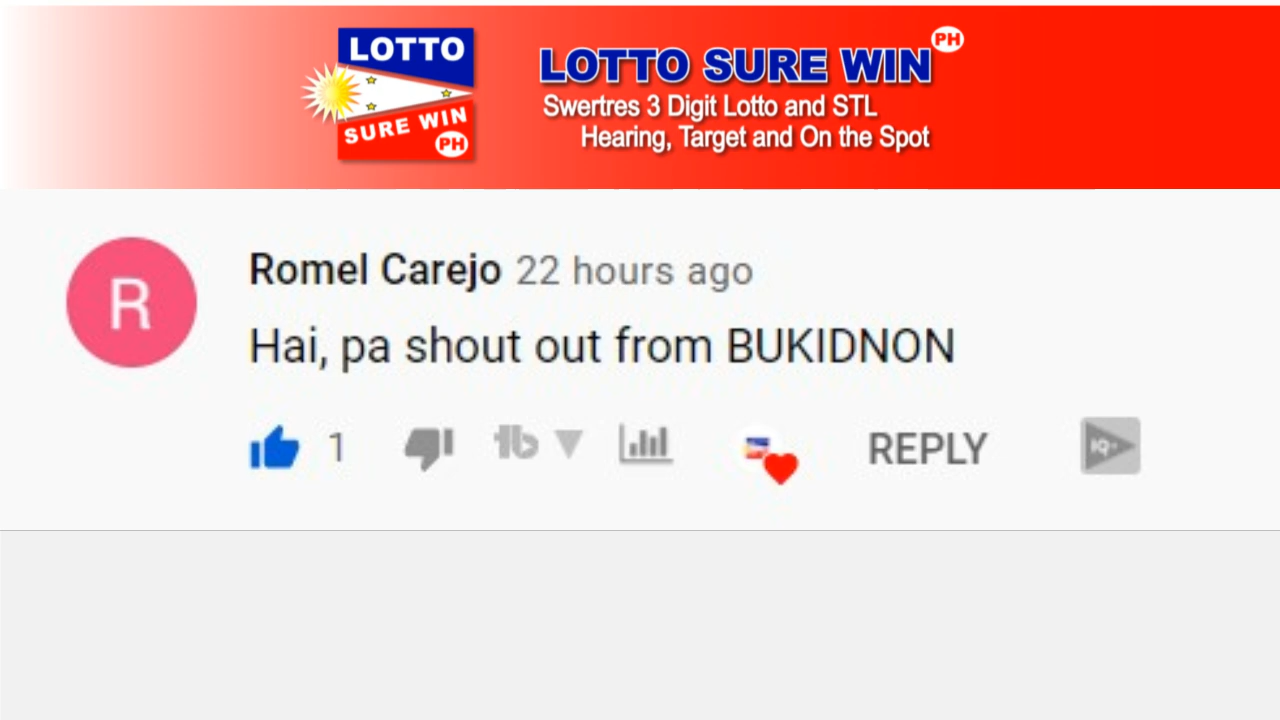 LOTTO
SURE WIN
PH
LOTTO SURE WIN PH
Swertres 3 Digit Lotto and STL
Hearing, Target and On the Spot
R
Romel Carejo 22 hours ago
Hai, pa shout out from BUKIDNON
1
REPLY